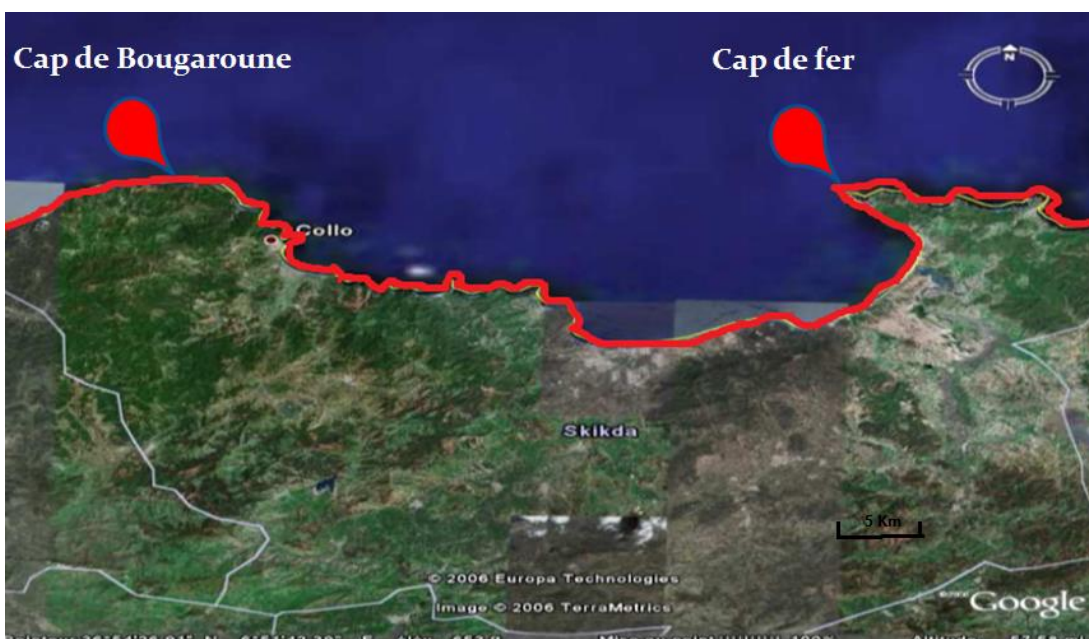 Cap de Bougaroune
Cap de fer
N
Collo
Skikda
5 Km
© 2006 Europa Technologies
Image © 2006 TerraMetrics
Google